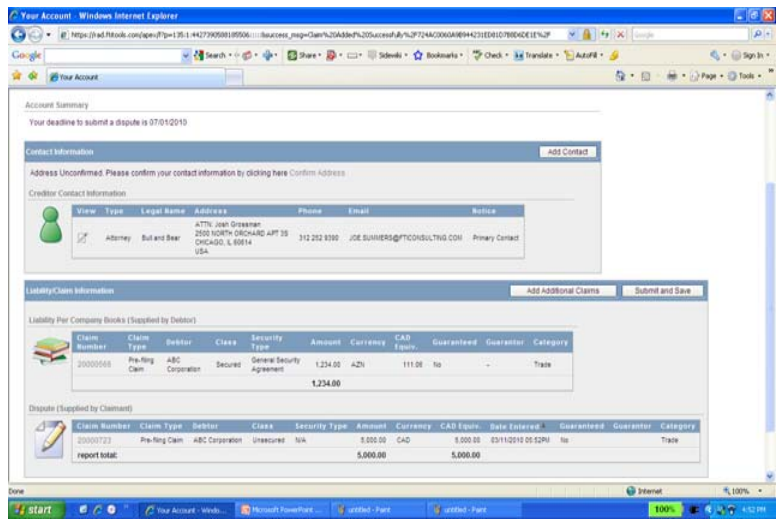 Your Account - Windows Internet Explorer
Google
Search
Share
Sidewiki
Bookmarks
Check
Translate
AutoFill
Sign In
Your Account
Page
Tools
Account Summary
Your deadline to submit a dispute is 07/01/2010
Contact Information
Add Contact
Address Unconfirmed. Please confirm your contact information by clicking here Confirm Address
Creditor Contact Information
View Type Legal Name Address Phone Email Notice
ATTN: Josh Grossman
Attorney Bull and Bear 2500 NORTH ORCHARD APT 3S 312 252 9390 JOE.SUMMERS@FTICONSULTING.COM Primary Contact
CHICAGO, IL 60614
USA
Liability/Claim Information
Add Additional Claims
Submit and Save
Liability Per Company Books (Supplied by Debtor)
Claim Number Claim Type Debtor Class Security Type Amount Currency CAD Equiv. Guaranteed Guarantor Category
20000565 Pre-filing Claim ABC Corporation Secured General Security Agreement 1,234.00 AZN 111.06 No - Trade
1,234.00
Dispute (Supplied by Claimant)
Claim Number Claim Type Debtor Class Security Type Amount Currency CAD Equiv. Date Entered Guaranteed Guarantor Category
20000723 Pre-filing Claim ABC Corporation Unsecured N/A 5,000.00 CAD 5,000.00 03/11/2010 05:52PM No Trade
report total: 5,000.00 5,000.00
Done
Internet
100%
start
Your Account - Windo...
Microsoft PowerPoint ...
untitled - Paint
untitled - Paint
100%
4:52 PM